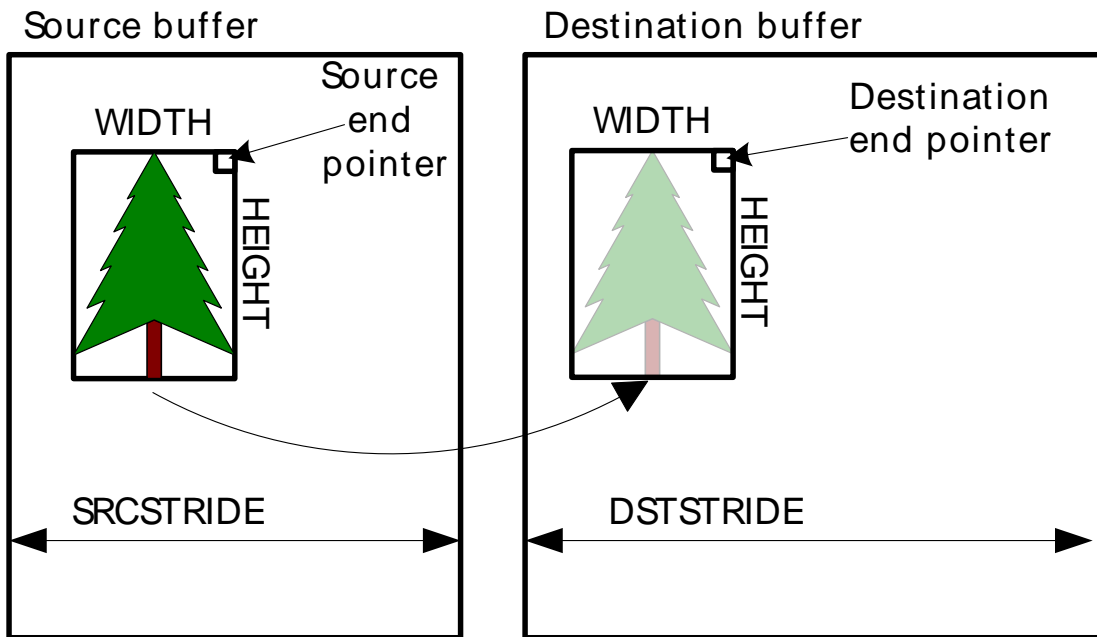 Source buffer
Source
end
pointer
WIDTH
HEIGHT
SRCSTRIDE
Destination buffer
Destination
end pointer
WIDTH
HEIGHT
DSTSTRIDE